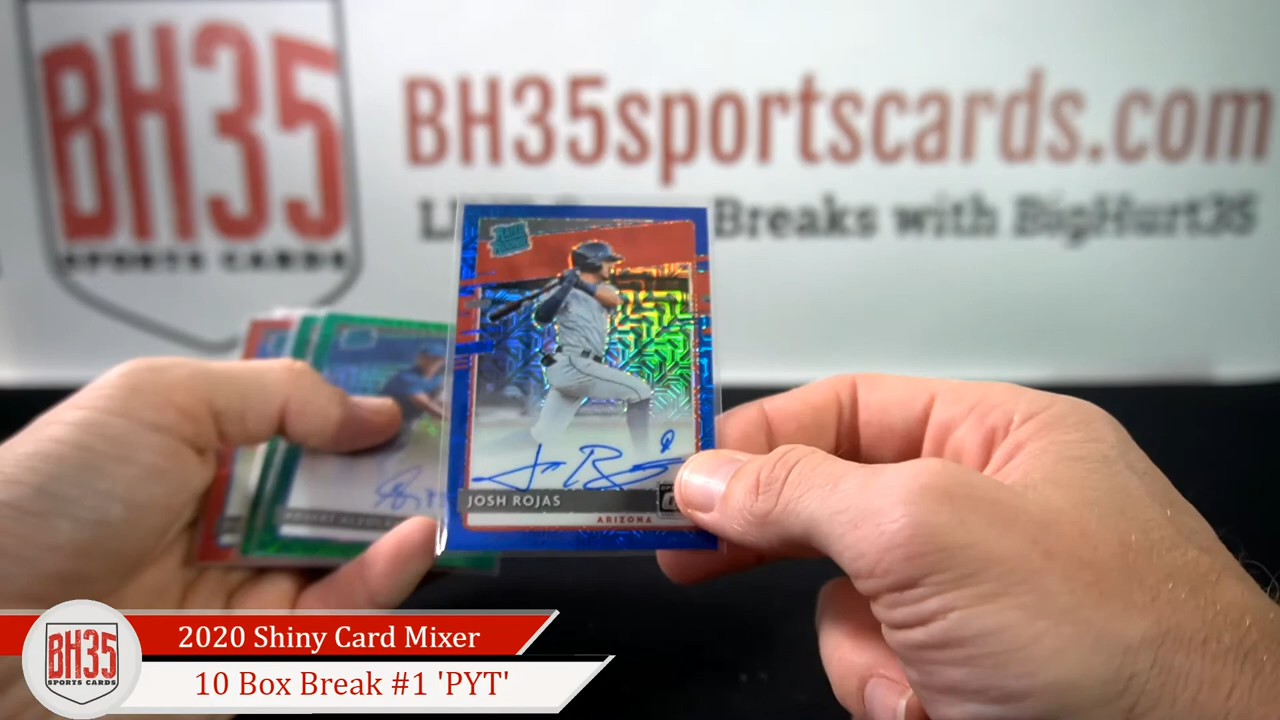 BH35
SPORTS CARDS
BH35sportscards.com
Breaks with BigHurt35
JOSH ROJAS
ARIZONA
BH35
SPORTS CARDS
2020 Shiny Card Mixer
10 Box Break #1 'PYT'